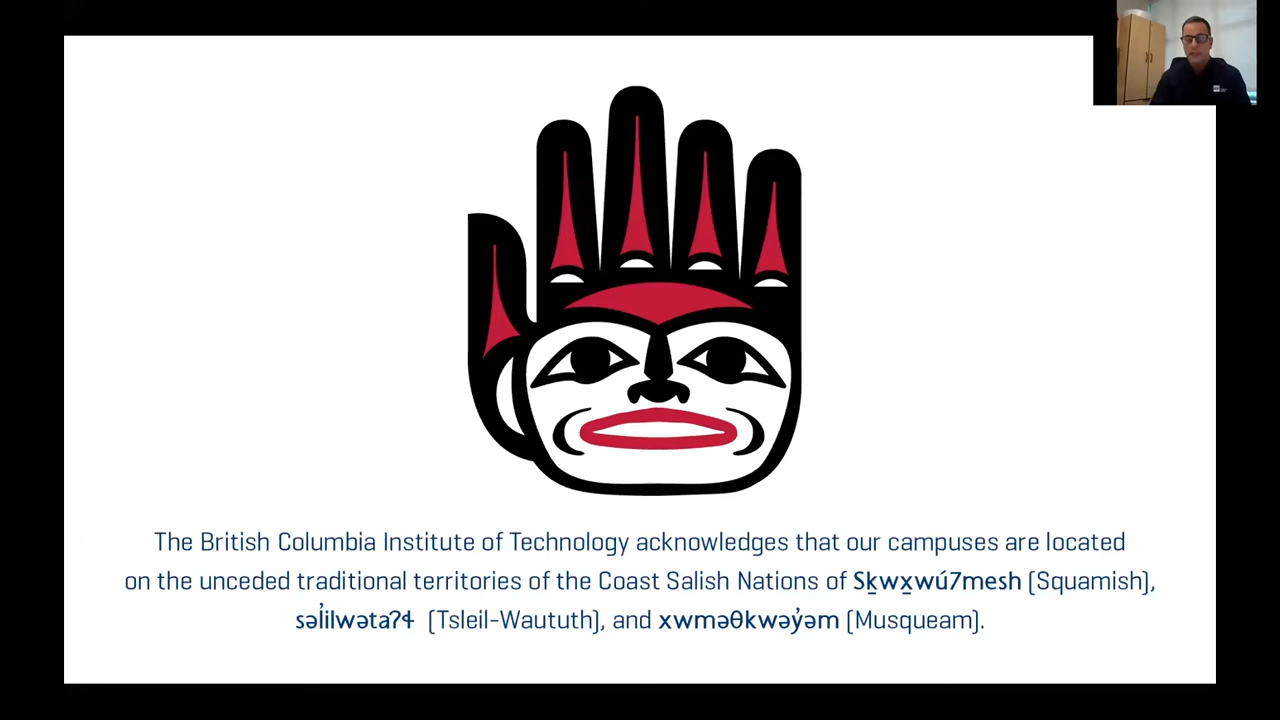 The British Columbia Institute of Technology acknowledges that our campuses are located
on the unceded traditional territories of the Coast Salish Nations of Sḵwx̱wú7mesh (Squamish),
səl̓ilwətaʔɬ (Tsleil-Waututh), and xwməθkwəy̓əm (Musqueam).